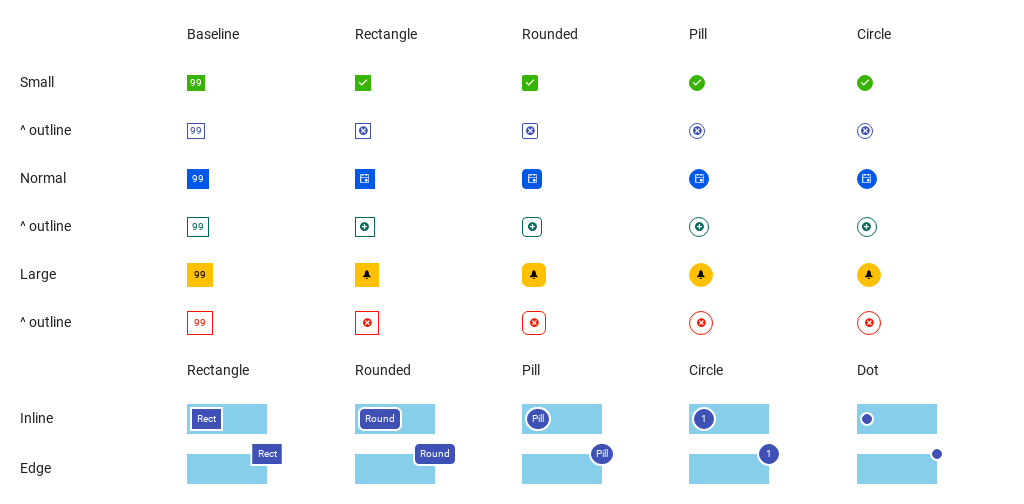 Baseline Rectangle Rounded Pill Circle
Small 99
^ outline 99
Normal 99
^ outline 99
Large 99
^ outline 99
Rectangle Rounded Pill Circle Dot
Inline Rect Round Pill 1
Edge Rect Round Pill 1